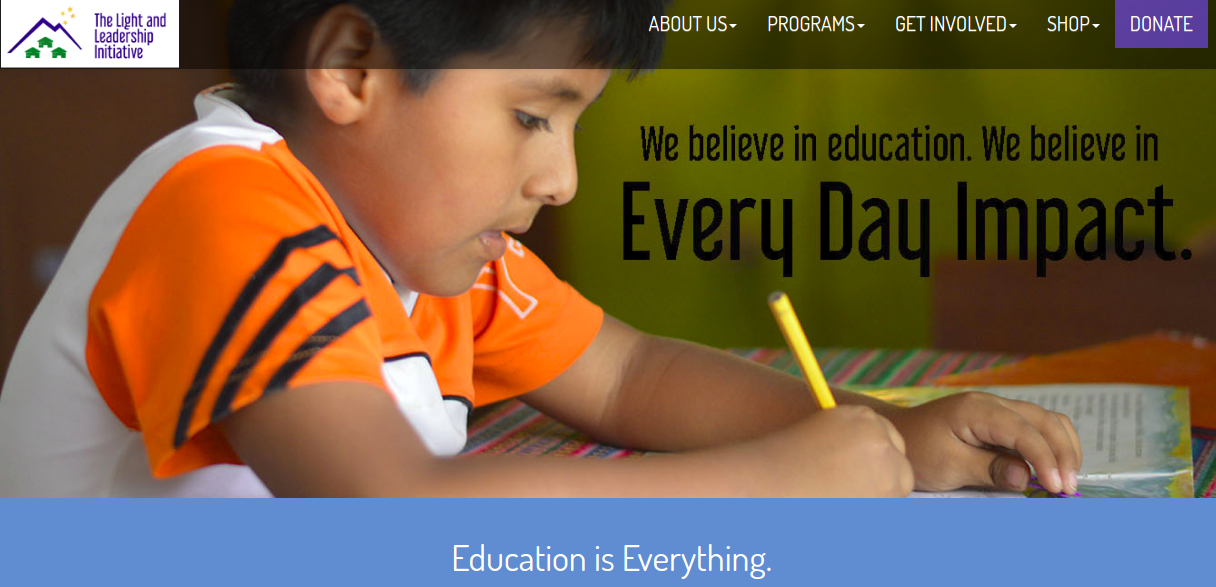 The Light and
Leadership
Initiative
ABOUT US
PROGRAMS
GET INVOLVED
SHOP
DONATE
We believe in education. We believe in
Every Day Impact.
Education is Everything.